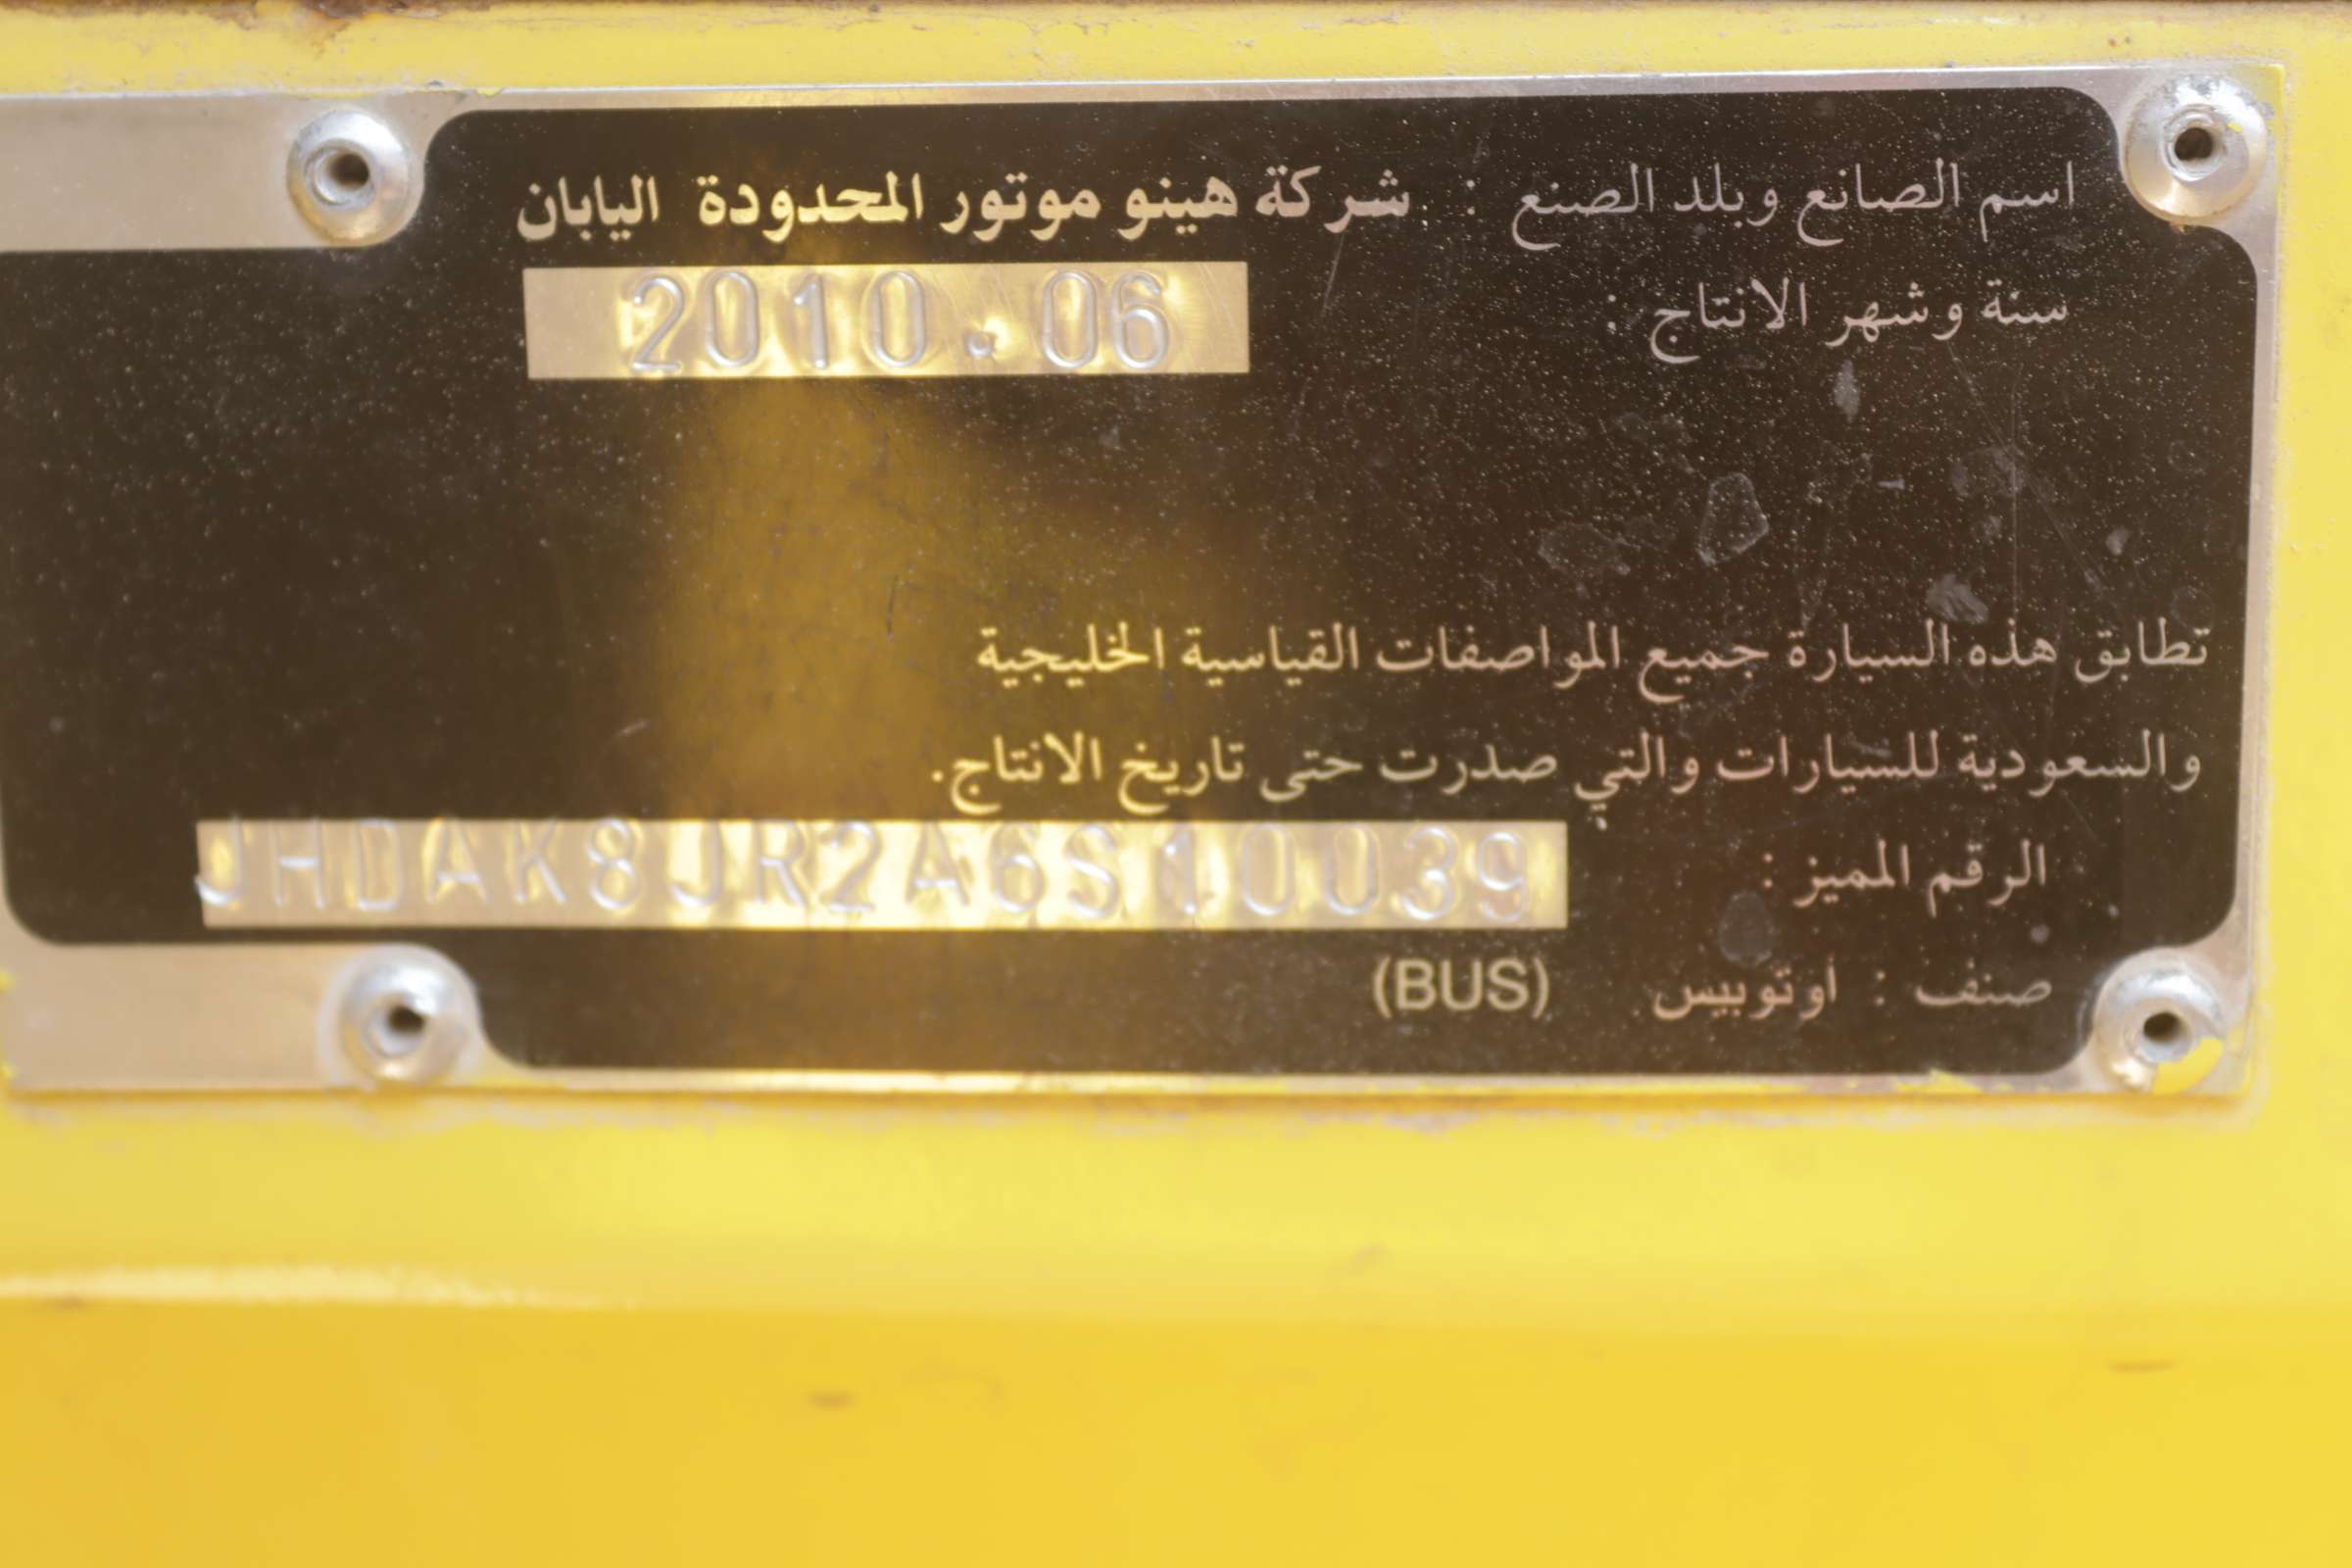 اسم الصانع وبلد الصنع : شركة هينو موتور المحدودة اليابان
سنة وشهر الانتاج : 2010.06
تطابق هذه السيارة جميع المواصفات القياسية الخليجية
والسعودية للسيارات والتي صدرت حتى تاريخ الانتاج.
الرقم المميز : JHDAK8JR2A6S10039
صنف : اوتوبيس (BUS)